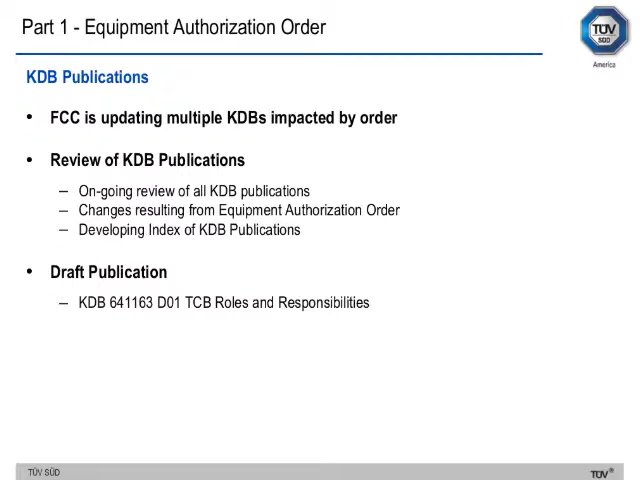 Part 1 - Equipment Authorization Order
TÜV
SÜD
America
KDB Publications
• FCC is updating multiple KDBs impacted by order
• Review of KDB Publications
– On-going review of all KDB publications
– Changes resulting from Equipment Authorization Order
– Developing Index of KDB Publications
• Draft Publication
– KDB 641163 D01 TCB Roles and Responsibilities
TÜV SÜD
TÜV®